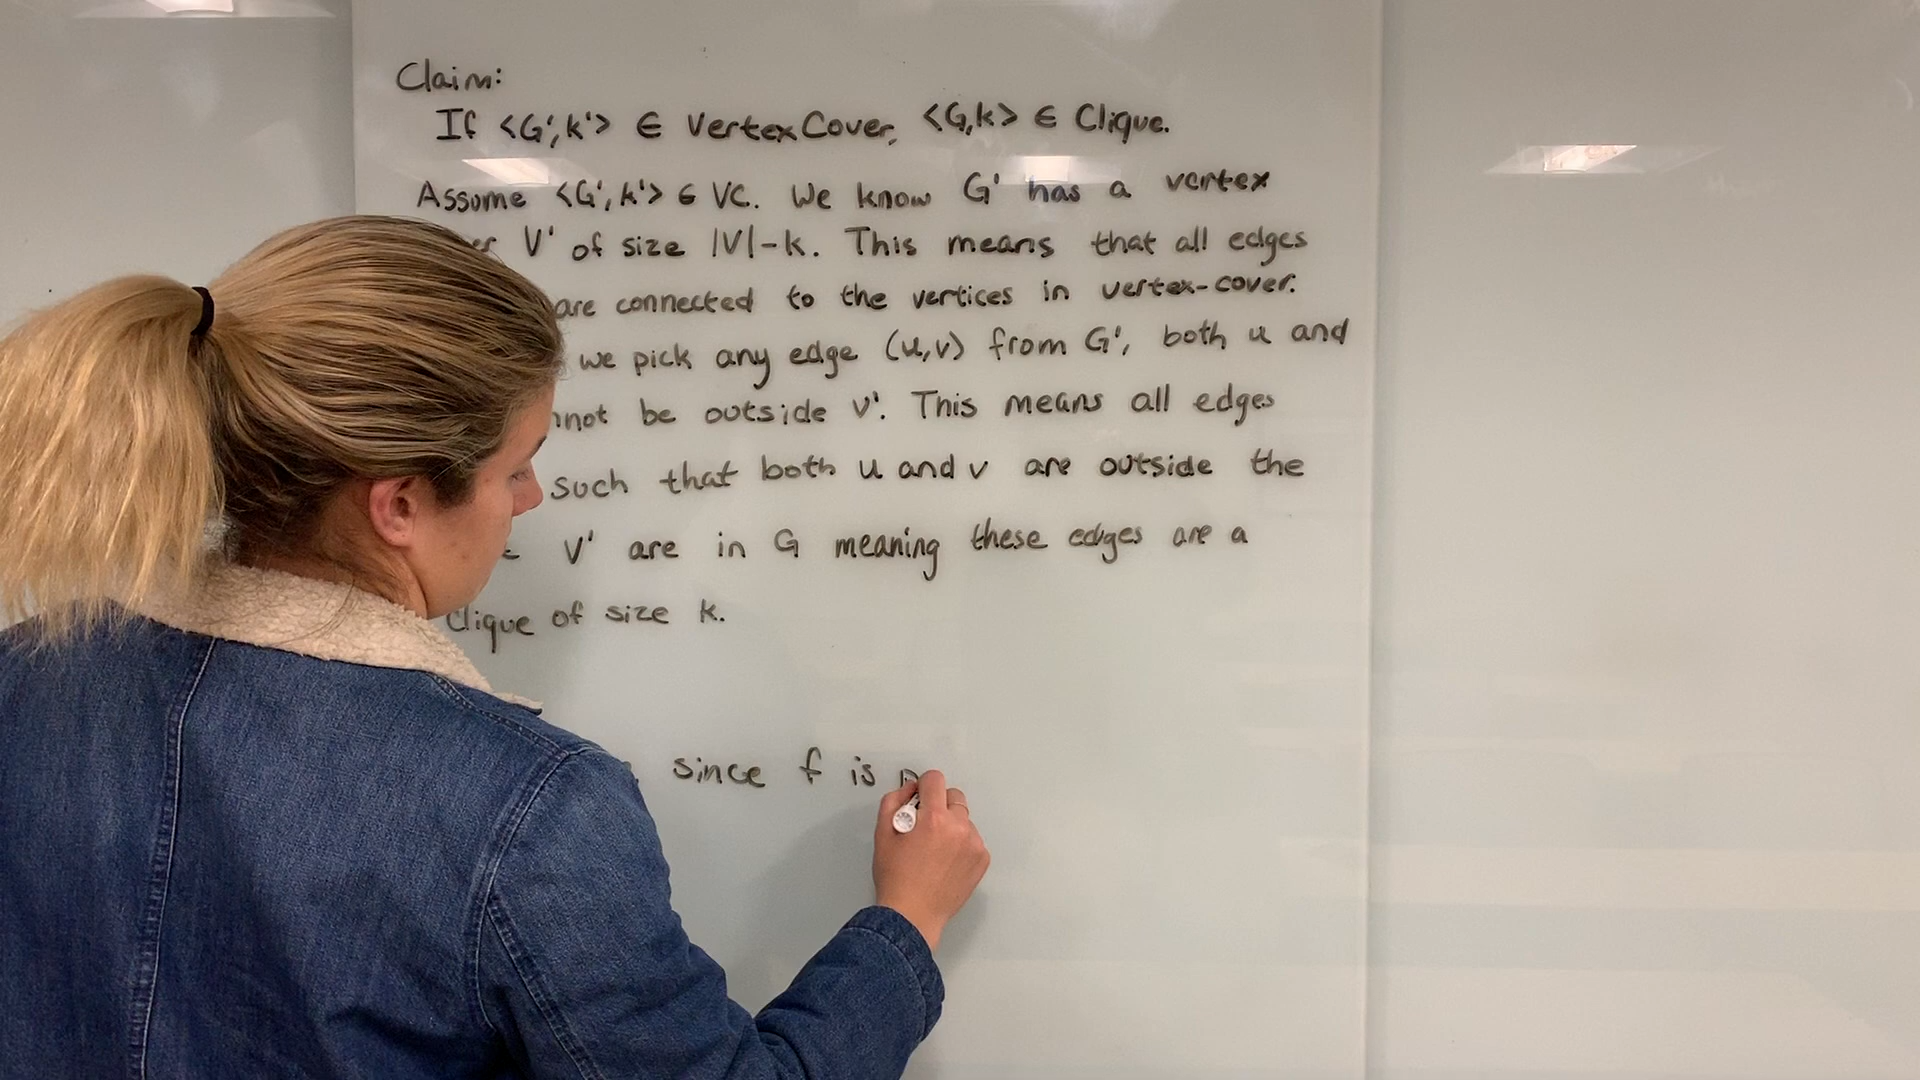 Claim:
If <G',k'> ∈ VertexCover, <G,k> ∈ Clique.
Assume <G',k'> ∈ VC. We know G' has a vertex
V' of size |V|-k. This means that all edges
are connected to the vertices in vertex-cover.
we pick any edge (u,v) from G', both u and
be outside V'. This means all edges
such that both u and v are outside the
V' are in G meaning these edges are a
Clique of size k.
since f is